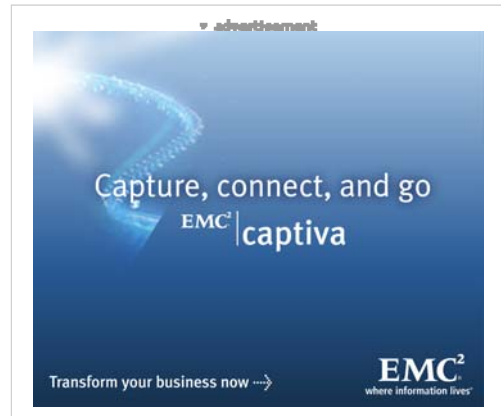 ▼ advertisement
Capture, connect, and go
EMC² | captiva
Transform your business now
EMC²
where information lives®